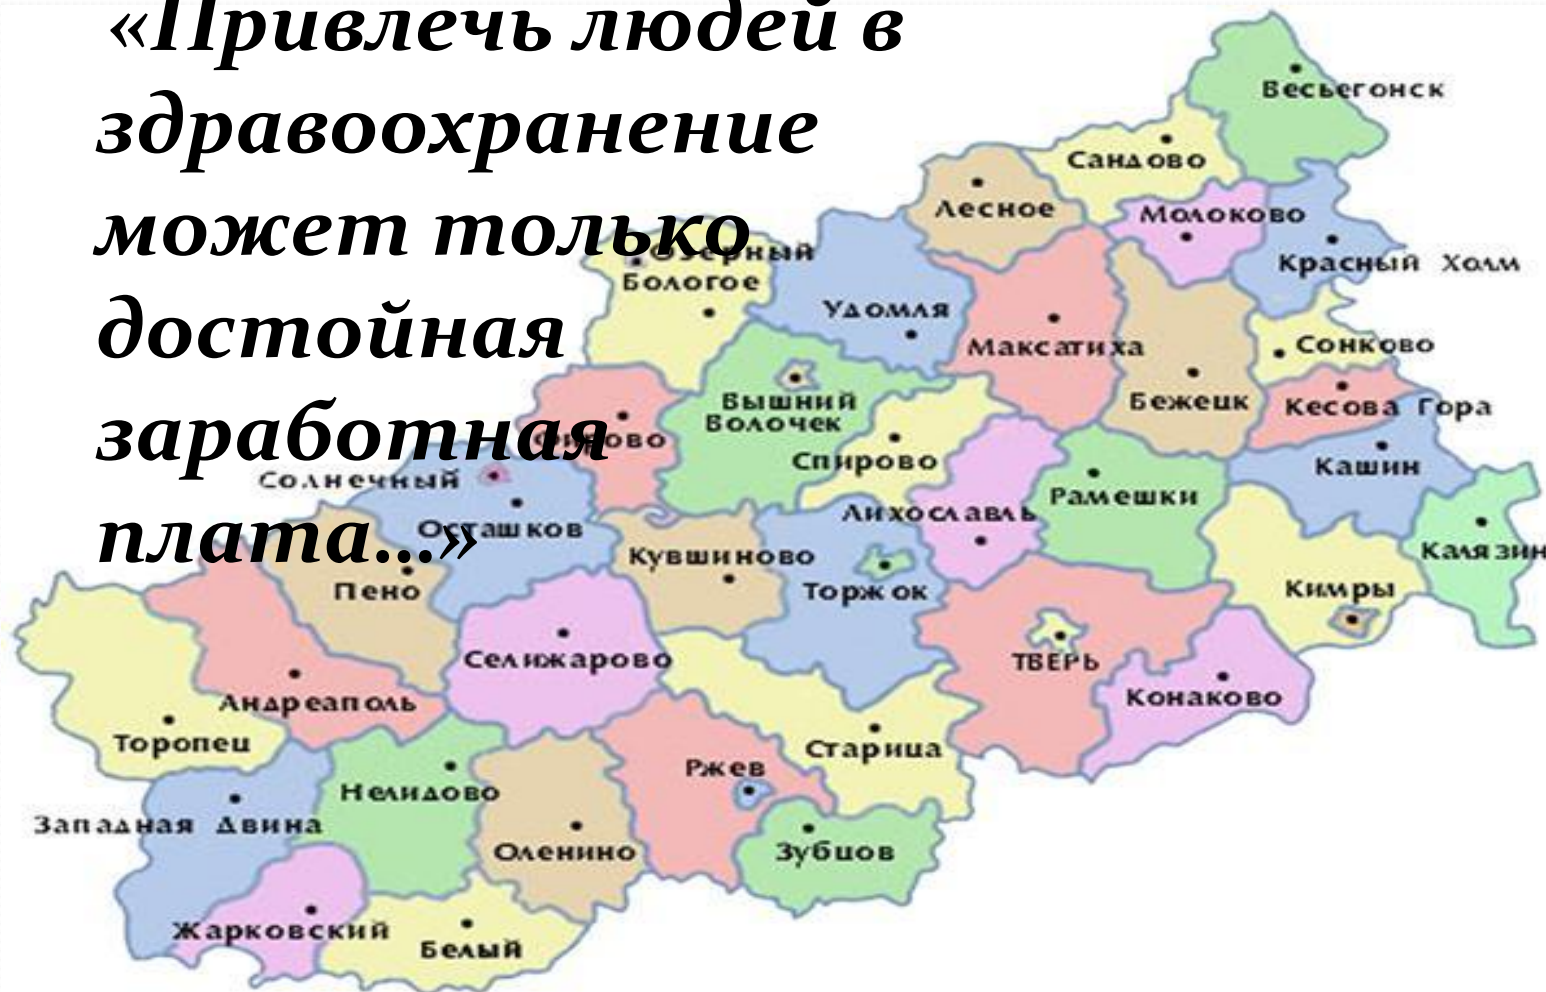 «Привлечь людей в
здравоохранение
может только
достойная
заработная
плата...»
Весьегонск
Сандово
Лесное
Молоково
Красный Холм
Озерный
Бологое
Удомля
Максатиха
Сонково
Бежецк
Кесова Гора
Вышний
Волочек
Фирово
Спирово
Кашин
Солнечный
Осташков
Лихославль
Рамешки
Калязин
Кувшиново
Торжок
Кимры
Пено
Селижарово
ТВЕРЬ
Конаково
Андреаполь
Торопец
Старица
Ржев
Нелидово
Западная Двина
Оленино
Зубцов
Жарковский
Белый